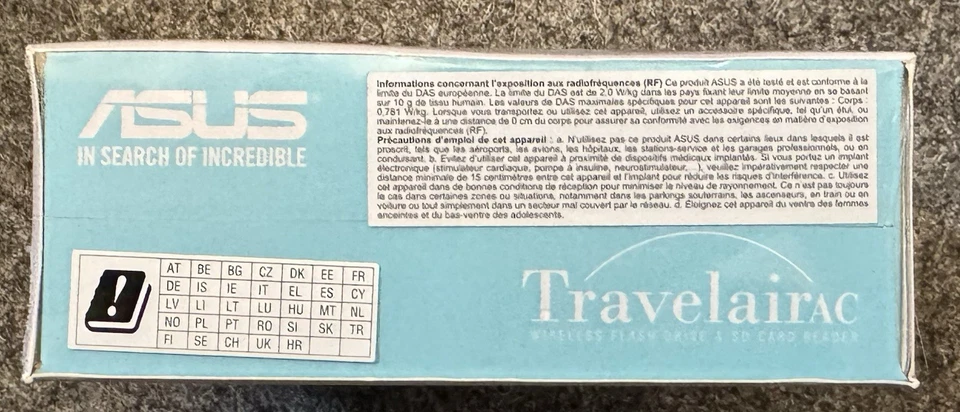 ASUS
IN SEARCH OF INCREDIBLE
Informations concernant l'exposition aux radiofréquences (RF) Ce produit ASUS a été testé et est conforme à la
limite du DAS européenne. La limite du DAS est de 2.0 W/kg dans les pays fixant leur limite moyenne en se basant
sur 10 g de tissu humain. Les valeurs de DAS maximales spécifiques pour cet appareil sont les suivantes : Corps :
0,781 W/kg. Lorsque vous transportez ou utilisez cet appareil, utilisez un accessoire spécifique, tel qu'un étui, ou
maintenez-le à une distance de 0 cm du corps pour assurer sa conformité avec les exigences en matière d'exposition
aux radiofréquences (RF).
Précautions d'emploi de cet appareil : a. N'utilisez pas ce produit ASUS dans certains lieux dans lesquels il est
proscrit, tels que les aéroports, les avions, les hôpitaux, les stations-service et les garages professionnels, ou en
conduisant. b. Evitez d'utiliser cet appareil à proximité de dispositifs médicaux implantés. Si vous portez un implant
électronique (stimulateur cardiaque, pompe à insuline, neurostimulateur, ...), veuillez impérativement respecter une
distance minimale de 15 centimètres entre cet appareil et l'implant pour réduire les risques d'interférence. c. Utilisez
cet appareil dans de bonnes conditions de réception pour minimiser le niveau de rayonnement. Ce n'est pas toujours
le cas dans certaines zones ou situations, notamment dans les parkings souterrains, les ascenseurs, en train ou en
voiture ou tout simplement dans un secteur mal couvert par le réseau. d. Eloignez cet appareil du ventre des femmes
enceintes et du bas-ventre des adolescents.
AT BE BG CZ DK EE FR
DE IS IE IT EL ES CY
LV LI LT LU HU MT NL
NO PL PT RO SI SK TR
FI SE CH UK HR
TravelairAC
WIRELESS FLASH DRIVE & SD CARD READER